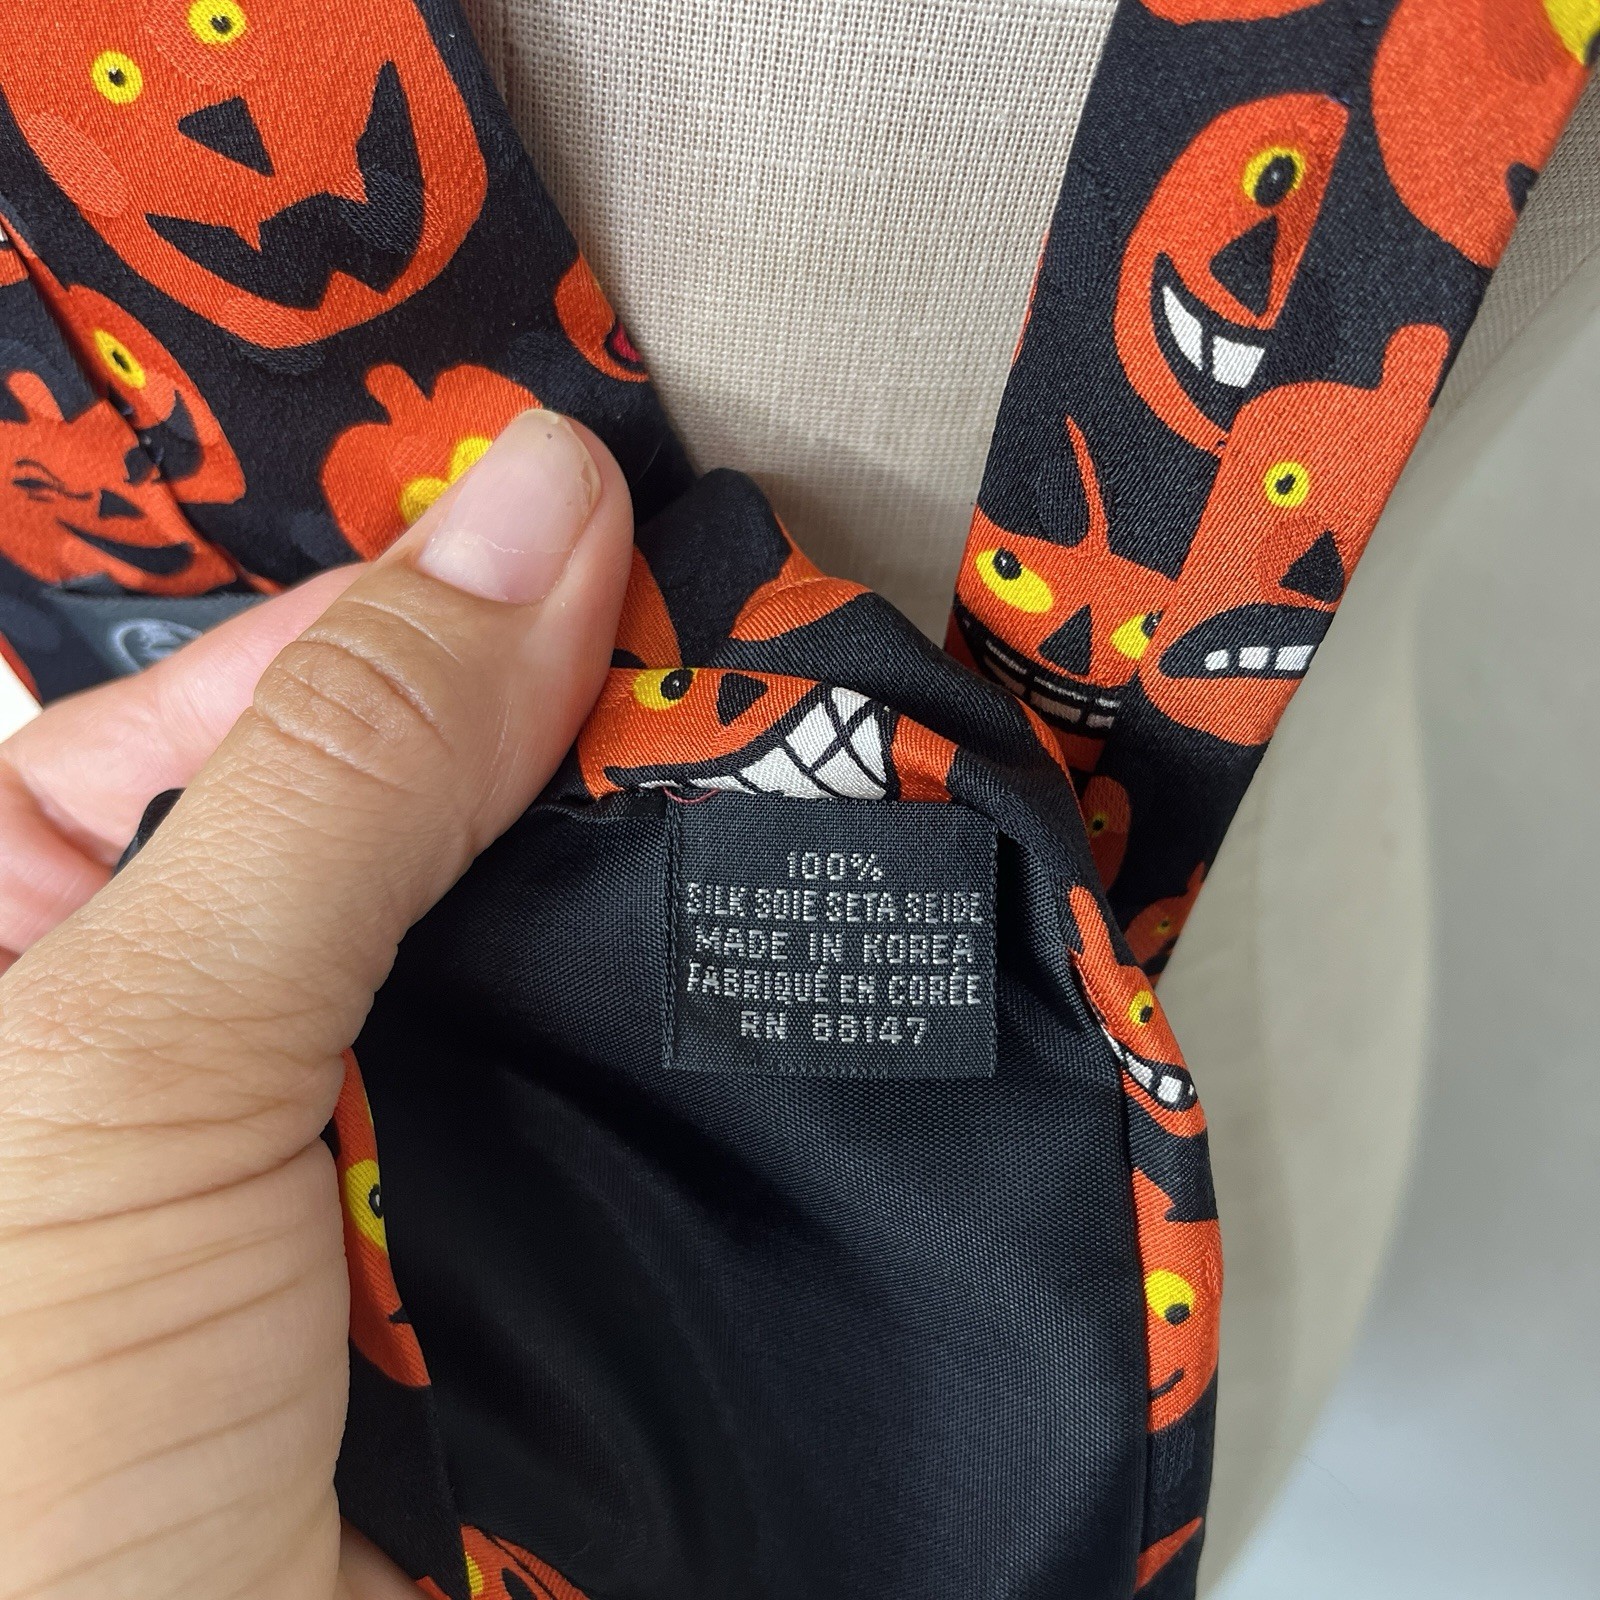 100%
SILK SOIE SETA SEIDE
MADE IN KOREA
FABRIQUÉ EN CORÉE
RN 88147